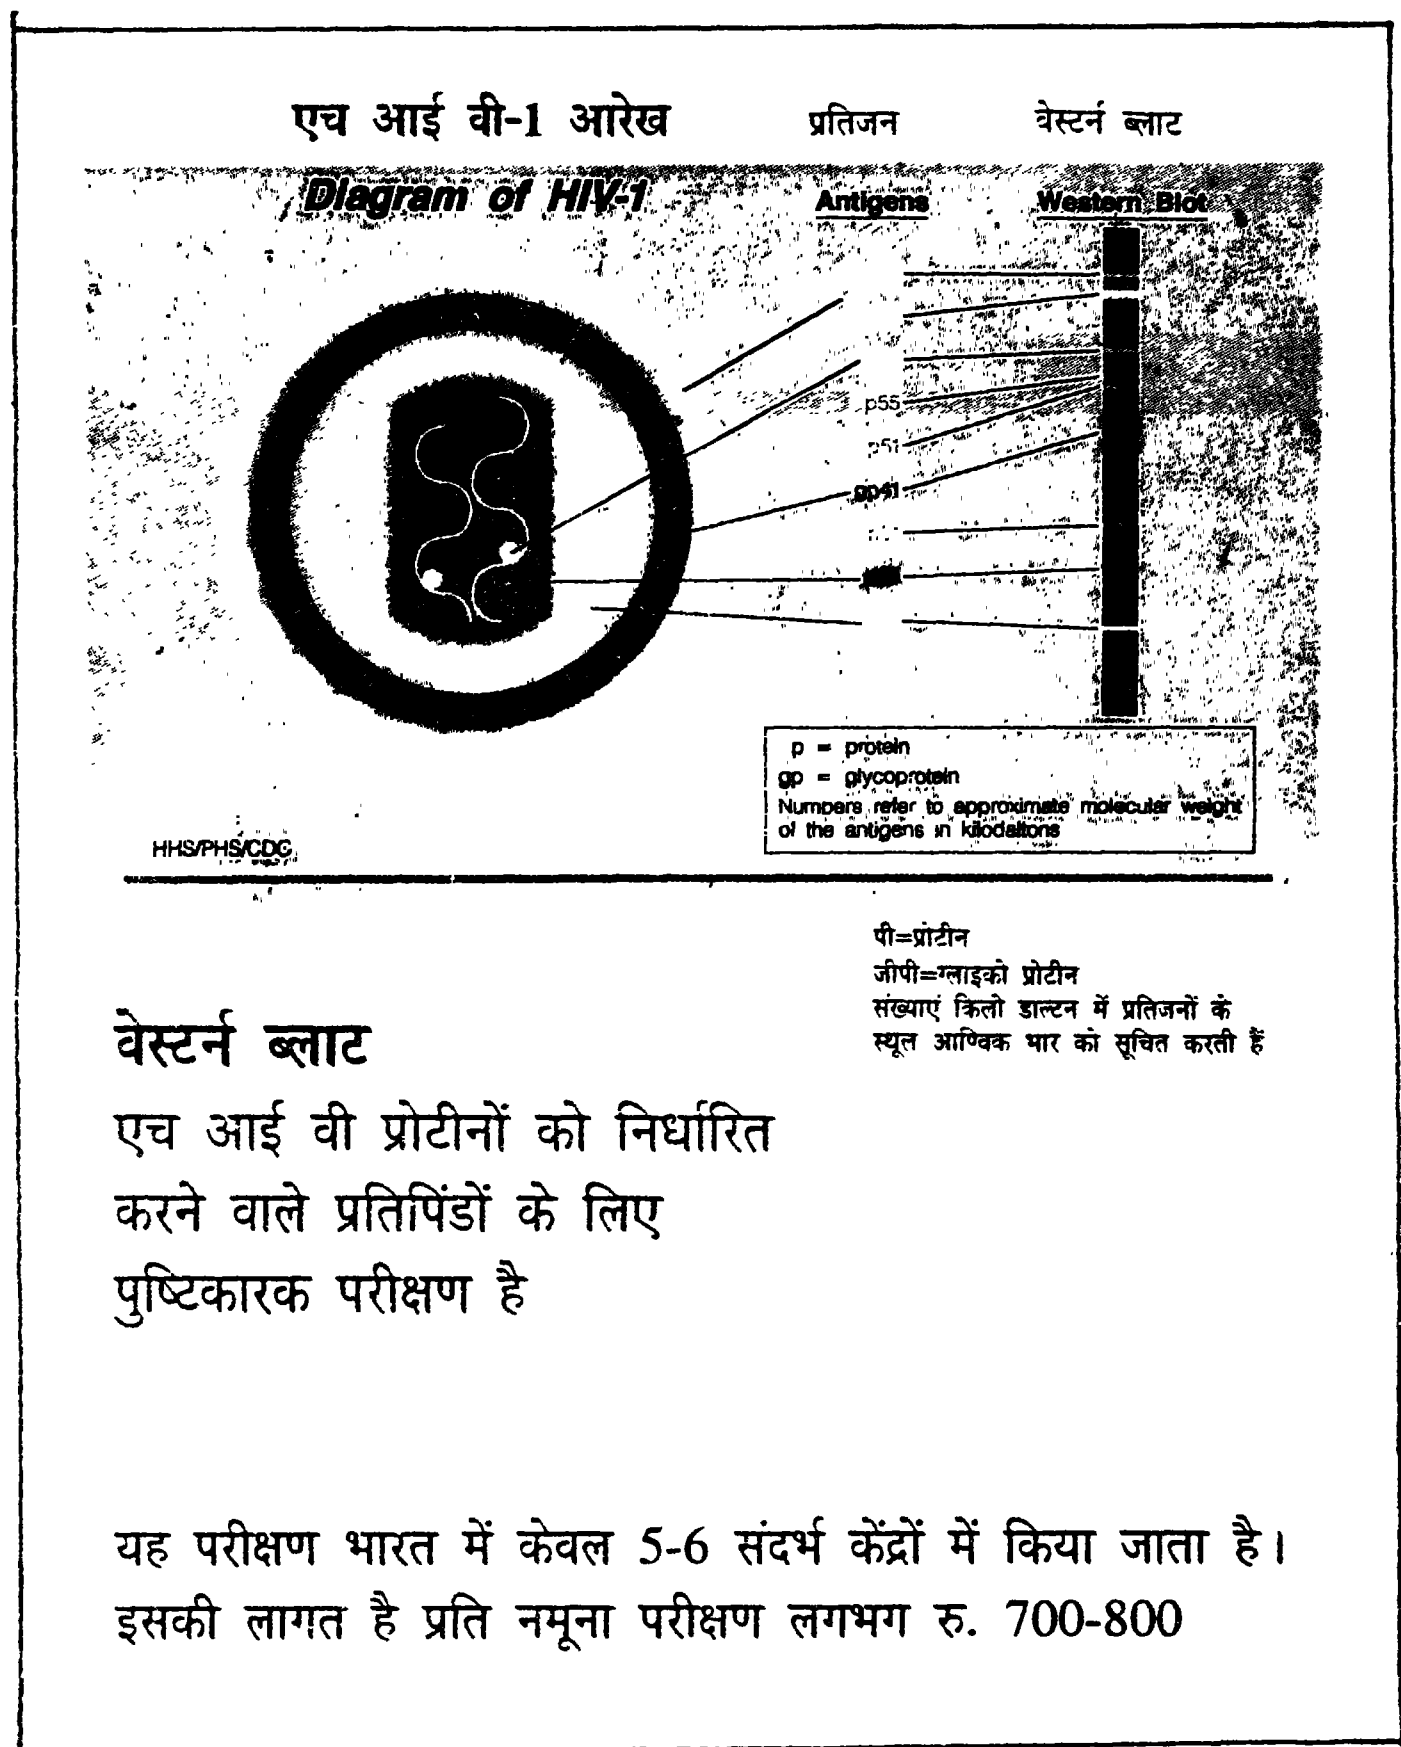 एच आई वी-1 आरेख प्रतिजन वेस्टर्न ब्लाट
Diagram of HIV-1 Antigens Western Blot
p55
p51
gp41
p = protein
gp = glycoprotein
Numbers refer to approximate molecular weight
of the antigens in kilodaltons
HHS/PHS/CDC
पी=प्रोटीन
जीपी=ग्लाइको प्रोटीन
संख्याएं किलो डाल्टन में प्रतिजनों के
स्थूल आण्विक भार को सूचित करती हैं
वेस्टर्न ब्लाट
एच आई वी प्रोटीनों को निर्धारित
करने वाले प्रतिपिंडों के लिए
पुष्टिकारक परीक्षण है
यह परीक्षण भारत में केवल 5-6 संदर्भ केंद्रों में किया जाता है।
इसकी लागत है प्रति नमूना परीक्षण लगभग रु. 700-800